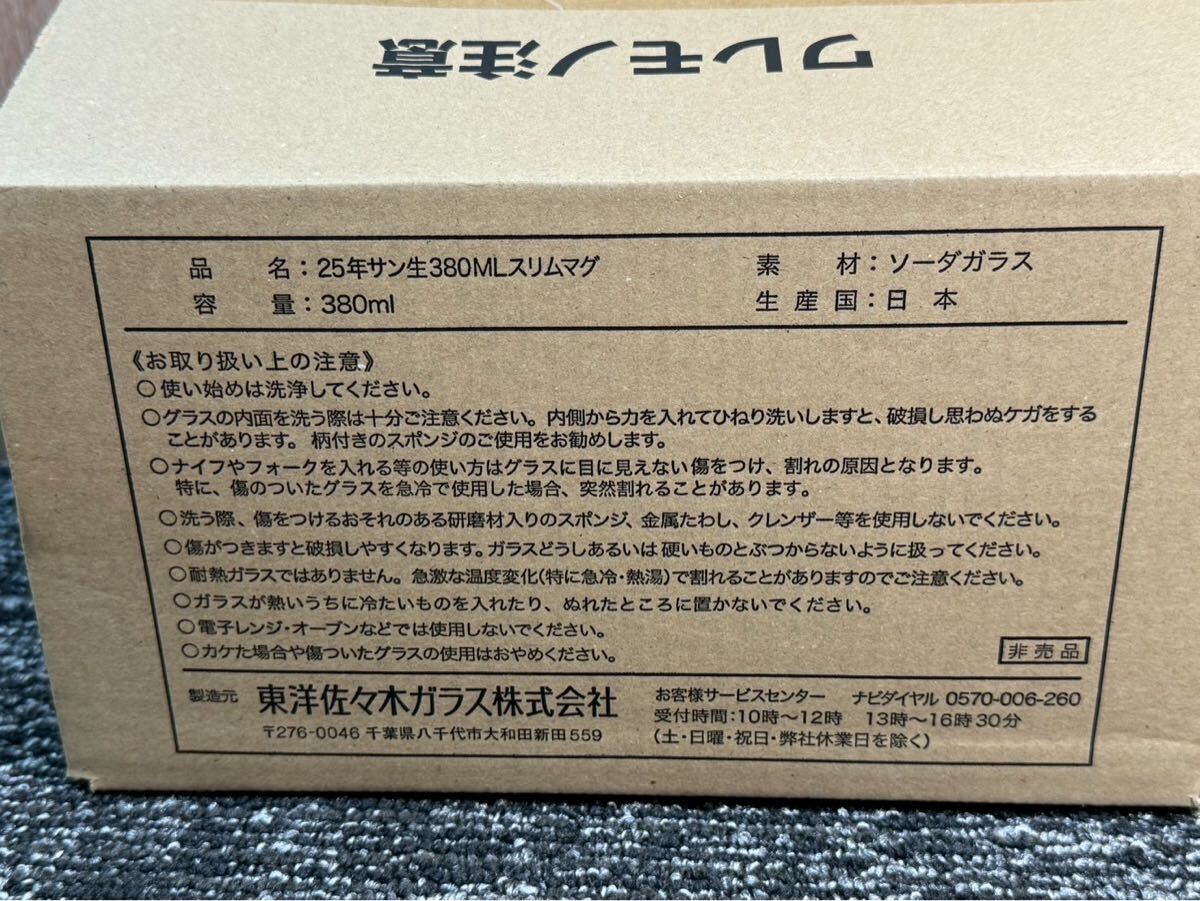 ワレモノ注意
品 名：25年サン生380MLスリムマグ 素 材：ソーダガラス
容 量：380ml 生産国：日 本
《お取り扱い上の注意》
○使い始めは洗浄してください。
○グラスの内面を洗う際は十分ご注意ください。内側から力を入れてひねり洗いしますと、破損し思わぬケガをする
ことがあります。柄付きのスポンジのご使用をお勧めします。
○ナイフやフォークを入れる等の使い方はグラスに目に見えない傷をつけ、割れの原因となります。
特に、傷のついたグラスを急冷で使用した場合、突然割れることがあります。
○洗う際、傷をつけるおそれのある研磨材入りのスポンジ、金属たわし、クレンザー等を使用しないでください。
○傷がつきますと破損しやすくなります。ガラスどうしあるいは硬いものとぶつからないように扱ってください。
○耐熱ガラスではありません。急激な温度変化(特に急冷・熱湯)で割れることがありますのでご注意ください。
○ガラスが熱いうちに冷たいものを入れたり、ぬれたところに置かないでください。
○電子レンジ・オーブンなどでは使用しないでください。
○カケた場合や傷ついたグラスの使用はおやめください。
非売品
製造元 東洋佐々木ガラス株式会社
〒276-0046 千葉県八千代市大和田新田559
お客様サービスセンター ナビダイヤル 0570-006-260
受付時間：10時～12時 13時～16時30分
(土・日曜・祝日・弊社休業日を除く)